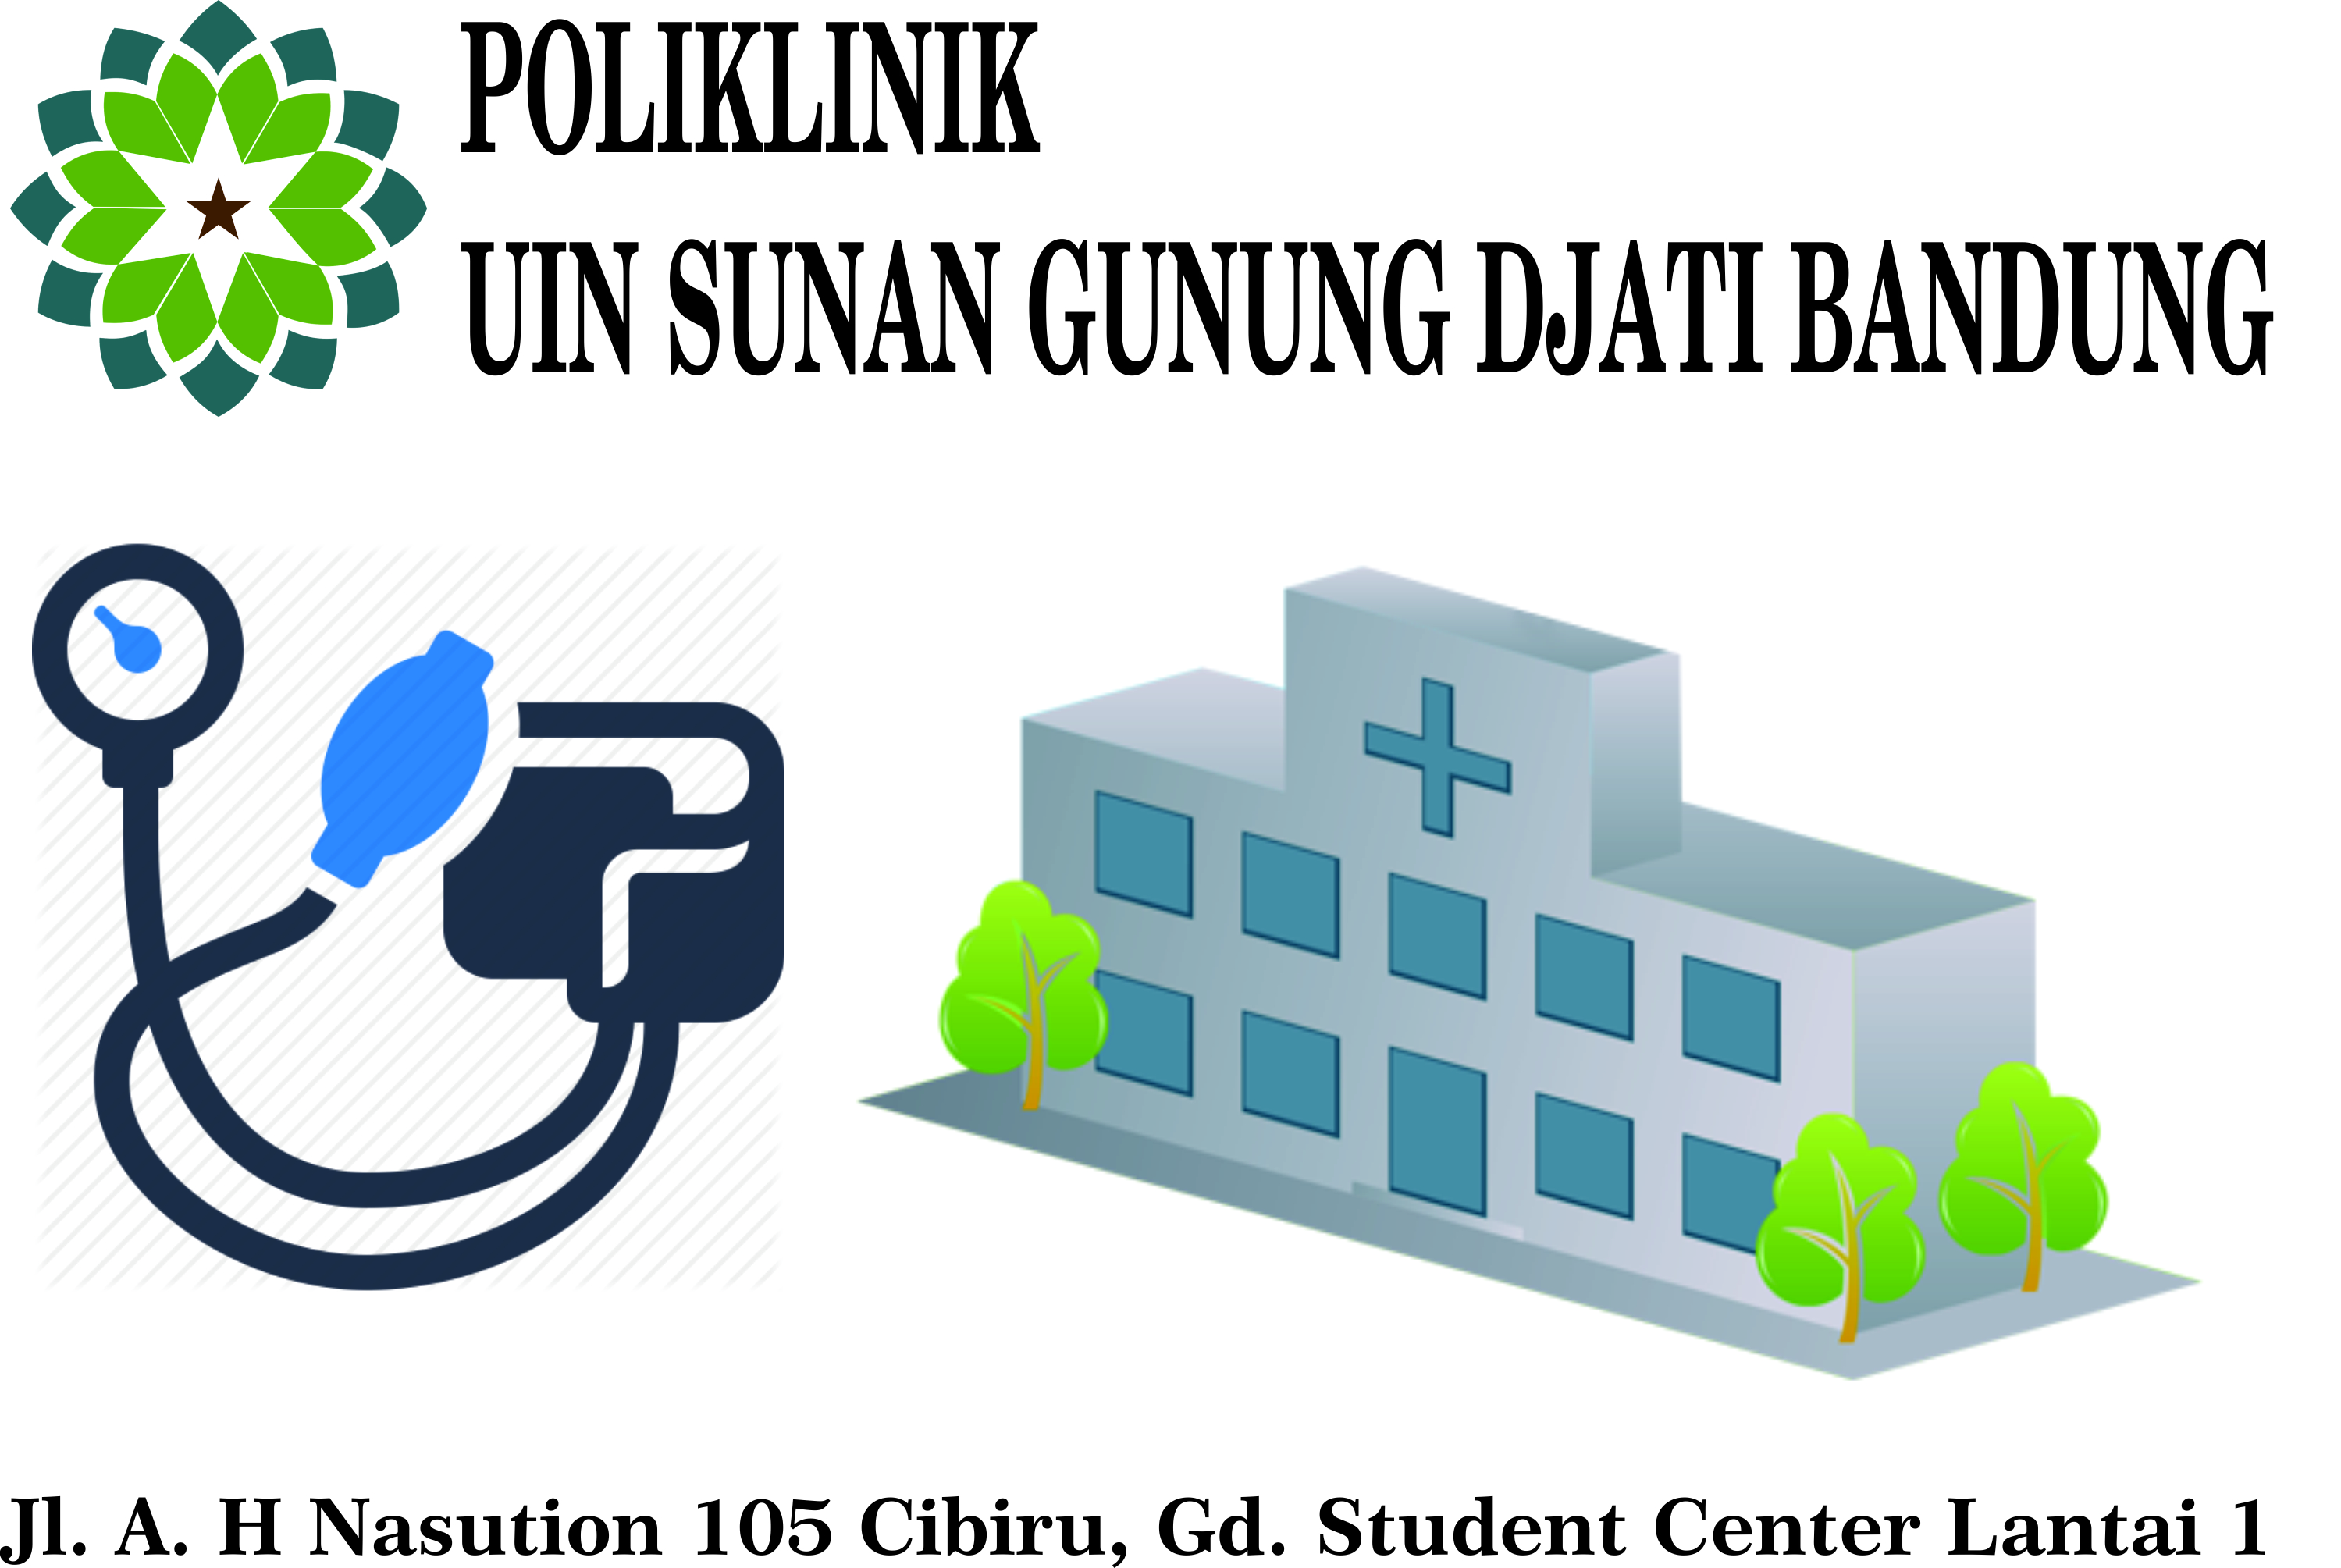 POLIKLINIK
UIN SUNAN GUNUNG DJATI BANDUNG
Jl. A. H Nasution 105 Cibiru, Gd. Student Center Lantai 1